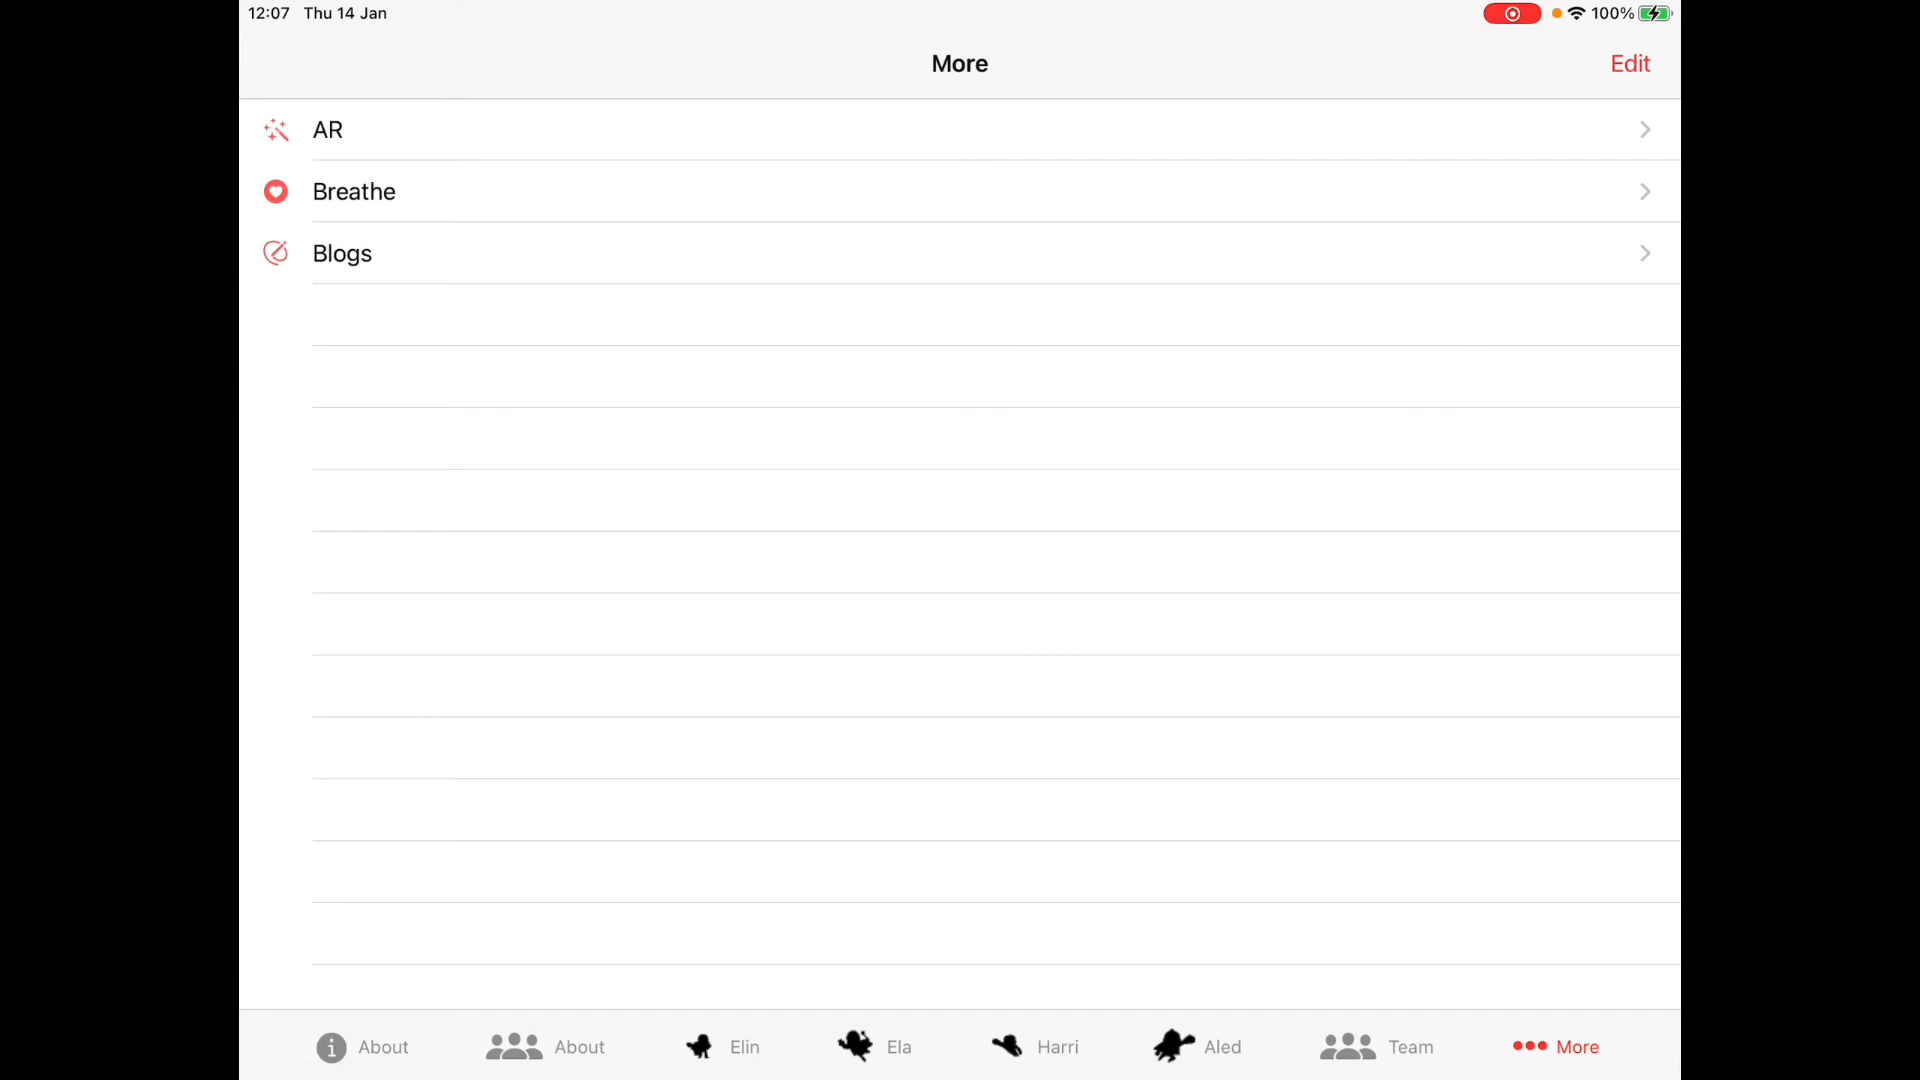 12:07 Thu 14 Jan 100%
More Edit
AR
Breathe
Blogs
About About Elin Ela Harri Aled Team More